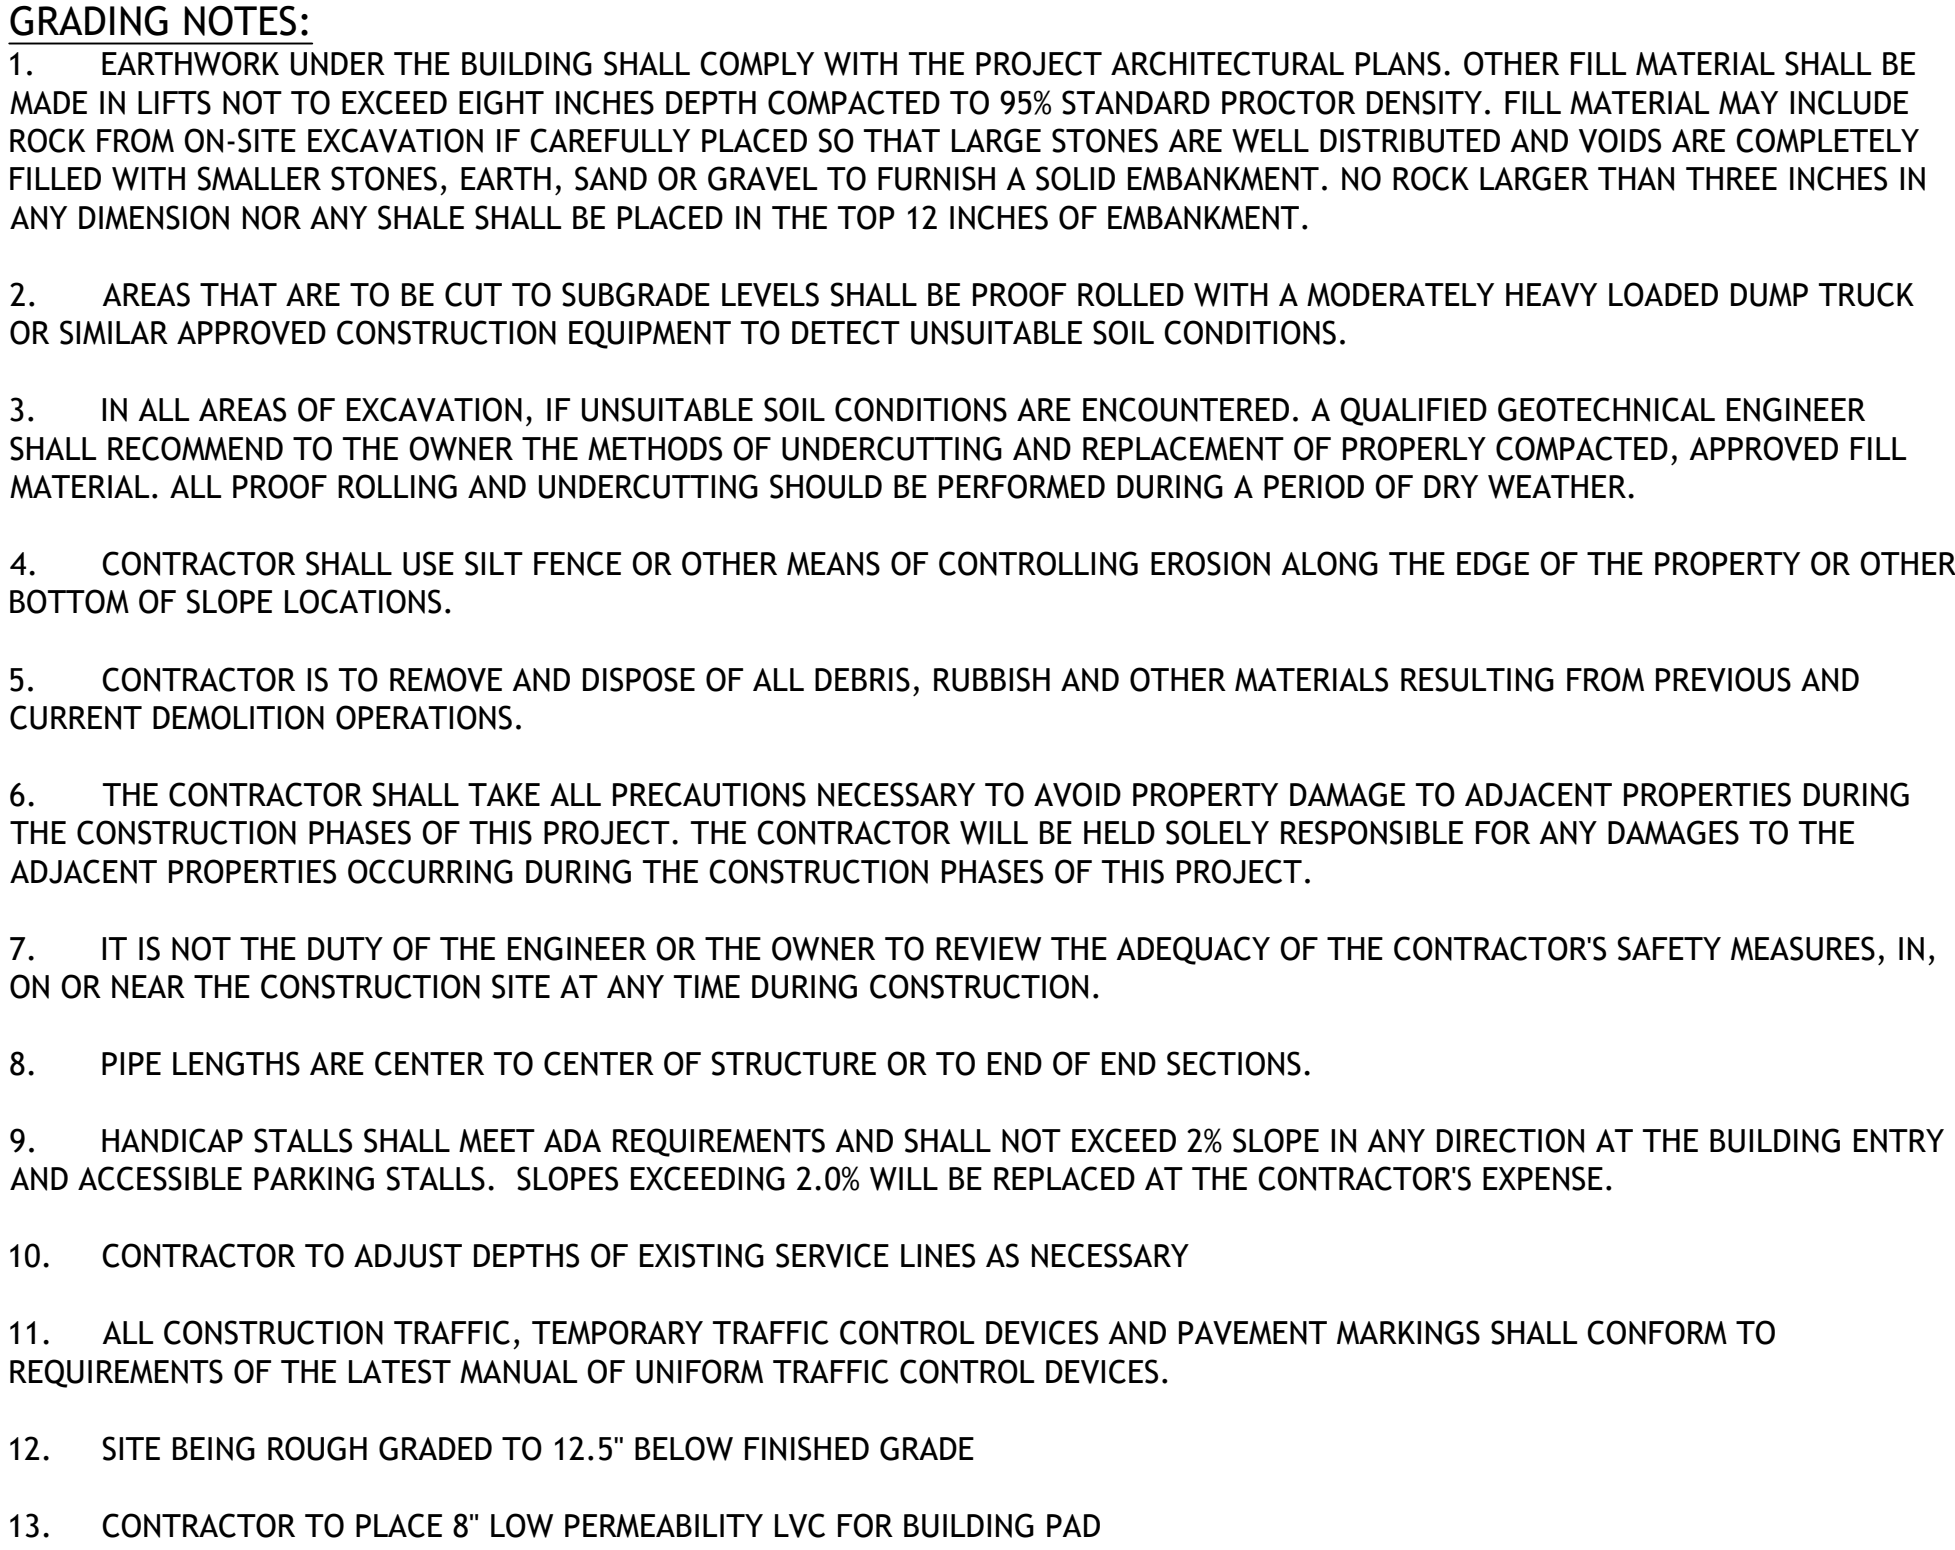 GRADING NOTES:
1. EARTHWORK UNDER THE BUILDING SHALL COMPLY WITH THE PROJECT ARCHITECTURAL PLANS. OTHER FILL MATERIAL SHALL BE
MADE IN LIFTS NOT TO EXCEED EIGHT INCHES DEPTH COMPACTED TO 95% STANDARD PROCTOR DENSITY. FILL MATERIAL MAY INCLUDE
ROCK FROM ON-SITE EXCAVATION IF CAREFULLY PLACED SO THAT LARGE STONES ARE WELL DISTRIBUTED AND VOIDS ARE COMPLETELY
FILLED WITH SMALLER STONES, EARTH, SAND OR GRAVEL TO FURNISH A SOLID EMBANKMENT. NO ROCK LARGER THAN THREE INCHES IN
ANY DIMENSION NOR ANY SHALE SHALL BE PLACED IN THE TOP 12 INCHES OF EMBANKMENT.
2. AREAS THAT ARE TO BE CUT TO SUBGRADE LEVELS SHALL BE PROOF ROLLED WITH A MODERATELY HEAVY LOADED DUMP TRUCK
OR SIMILAR APPROVED CONSTRUCTION EQUIPMENT TO DETECT UNSUITABLE SOIL CONDITIONS.
3. IN ALL AREAS OF EXCAVATION, IF UNSUITABLE SOIL CONDITIONS ARE ENCOUNTERED. A QUALIFIED GEOTECHNICAL ENGINEER
SHALL RECOMMEND TO THE OWNER THE METHODS OF UNDERCUTTING AND REPLACEMENT OF PROPERLY COMPACTED, APPROVED FILL
MATERIAL. ALL PROOF ROLLING AND UNDERCUTTING SHOULD BE PERFORMED DURING A PERIOD OF DRY WEATHER.
4. CONTRACTOR SHALL USE SILT FENCE OR OTHER MEANS OF CONTROLLING EROSION ALONG THE EDGE OF THE PROPERTY OR OTHER
BOTTOM OF SLOPE LOCATIONS.
5. CONTRACTOR IS TO REMOVE AND DISPOSE OF ALL DEBRIS, RUBBISH AND OTHER MATERIALS RESULTING FROM PREVIOUS AND
CURRENT DEMOLITION OPERATIONS.
6. THE CONTRACTOR SHALL TAKE ALL PRECAUTIONS NECESSARY TO AVOID PROPERTY DAMAGE TO ADJACENT PROPERTIES DURING
THE CONSTRUCTION PHASES OF THIS PROJECT. THE CONTRACTOR WILL BE HELD SOLELY RESPONSIBLE FOR ANY DAMAGES TO THE
ADJACENT PROPERTIES OCCURRING DURING THE CONSTRUCTION PHASES OF THIS PROJECT.
7. IT IS NOT THE DUTY OF THE ENGINEER OR THE OWNER TO REVIEW THE ADEQUACY OF THE CONTRACTOR'S SAFETY MEASURES, IN,
ON OR NEAR THE CONSTRUCTION SITE AT ANY TIME DURING CONSTRUCTION.
8. PIPE LENGTHS ARE CENTER TO CENTER OF STRUCTURE OR TO END OF END SECTIONS.
9. HANDICAP STALLS SHALL MEET ADA REQUIREMENTS AND SHALL NOT EXCEED 2% SLOPE IN ANY DIRECTION AT THE BUILDING ENTRY
AND ACCESSIBLE PARKING STALLS. SLOPES EXCEEDING 2.0% WILL BE REPLACED AT THE CONTRACTOR'S EXPENSE.
10. CONTRACTOR TO ADJUST DEPTHS OF EXISTING SERVICE LINES AS NECESSARY
11. ALL CONSTRUCTION TRAFFIC, TEMPORARY TRAFFIC CONTROL DEVICES AND PAVEMENT MARKINGS SHALL CONFORM TO
REQUIREMENTS OF THE LATEST MANUAL OF UNIFORM TRAFFIC CONTROL DEVICES.
12. SITE BEING ROUGH GRADED TO 12.5" BELOW FINISHED GRADE
13. CONTRACTOR TO PLACE 8" LOW PERMEABILITY LVC FOR BUILDING PAD